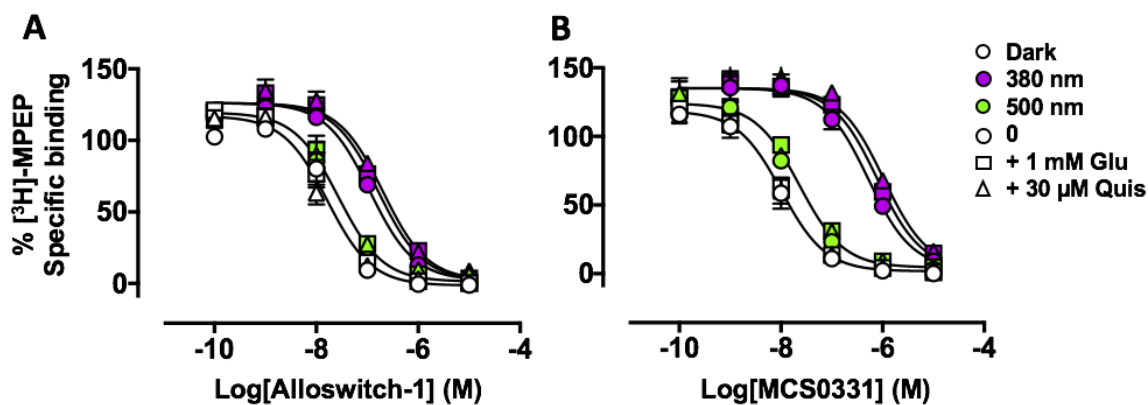 A
% [³H]-MPEP
Specific binding
150
100
50
0
-10
-8
-6
-4
Log[Alloswitch-1] (M)
B
150
100
50
0
-10
-8
-6
-4
Log[MCS0331] (M)
Dark
380 nm
500 nm
0
+ 1 mM Glu
+ 30 µM Quis